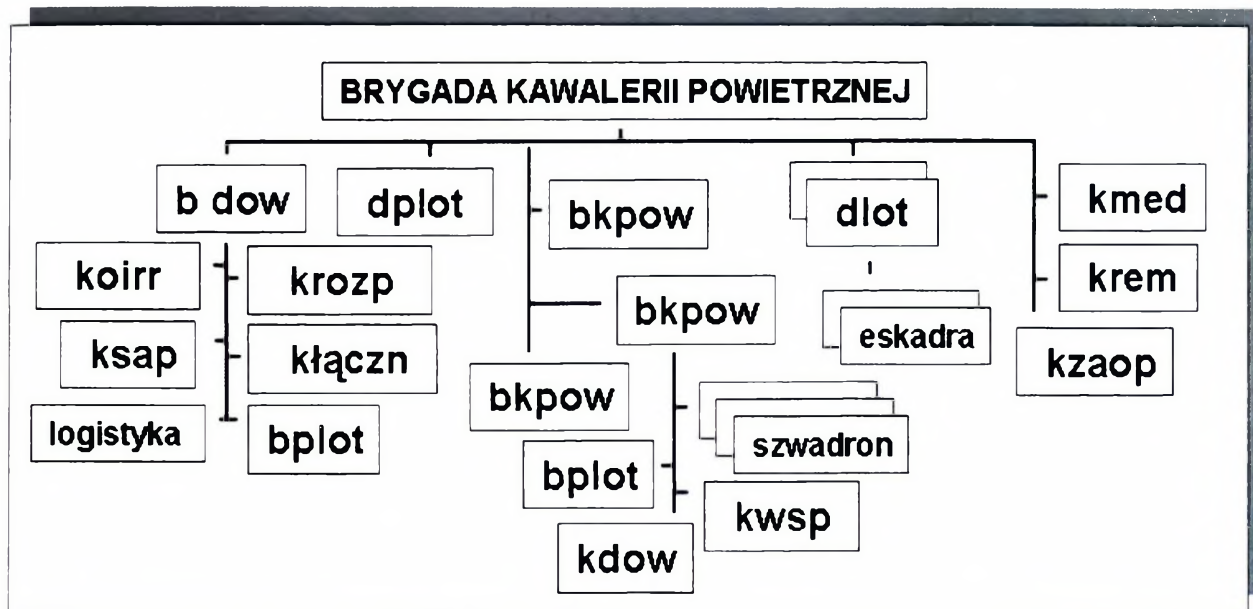 BRYGADA KAWALERII POWIETRZNEJ
b dow
dplot
bkpow
dlot
kmed
koirr
krozp
bkpow
eskadra
krem
ksap
kłączn
kzaop
logistyka
bplot
bkpow
szwadron
bplot
kwsp
kdow